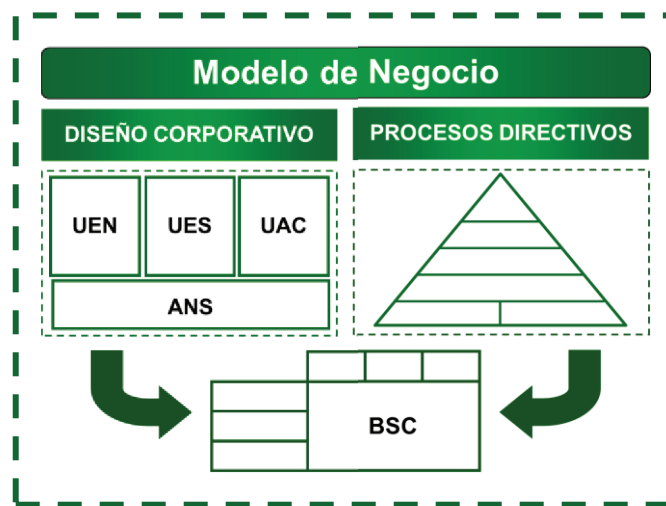 Modelo de Negocio
DISEÑO CORPORATIVO
PROCESOS DIRECTIVOS
UEN
UES
UAC
ANS
BSC